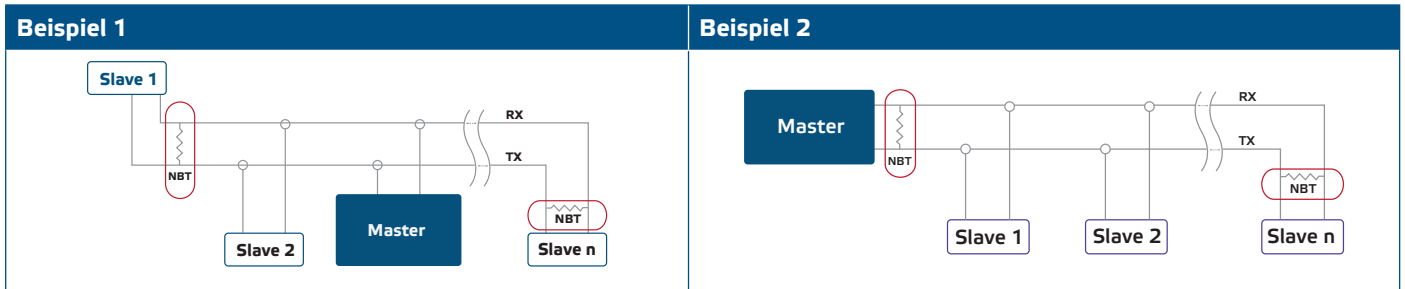 Beispiel 1
Slave 1
RX
TX
NBT
NBT
Master
Slave 2
Slave n
Beispiel 2
RX
Master
TX
NBT
NBT
Slave 1
Slave 2
Slave n